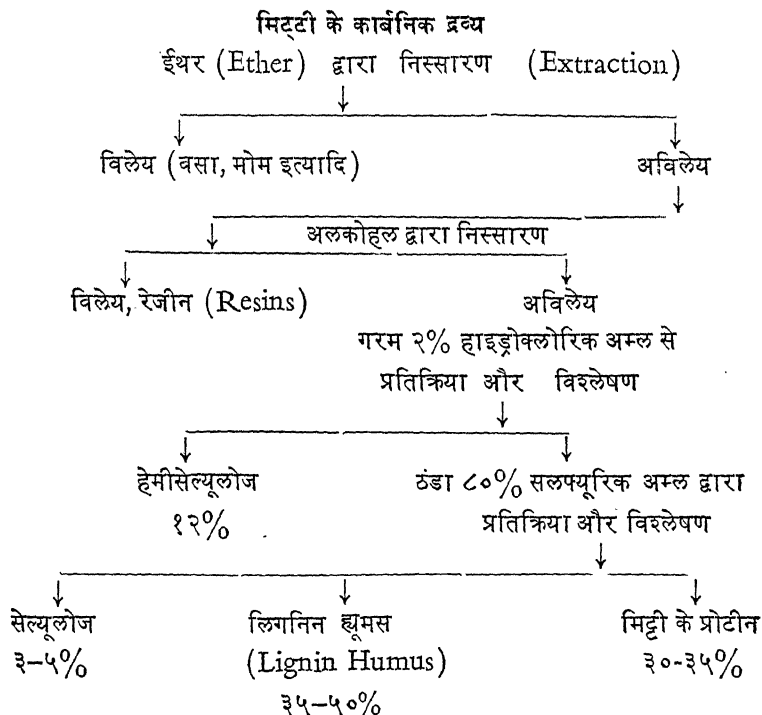 मिट्टी के कार्बनिक द्रव्य
ईथर (Ether) द्वारा निस्सारण (Extraction)
विलेय (वसा, मोम इत्यादि) अविलेय
अलकोहल द्वारा निस्सारण
विलेय, रेजीन (Resins) अविलेय
गरम २% हाइड्रोक्लोरिक अम्ल से
प्रतिक्रिया और विश्लेषण
हेमीसेल्यूलोज ठंडा ८०% सलफ्यूरिक अम्ल द्वारा
१२% प्रतिक्रिया और विश्लेषण
सेल्यूलोज लिगनिन ह्यूमस मिट्टी के प्रोटीन
३–५% (Lignin Humus) ३०-३५%
३५–५०%